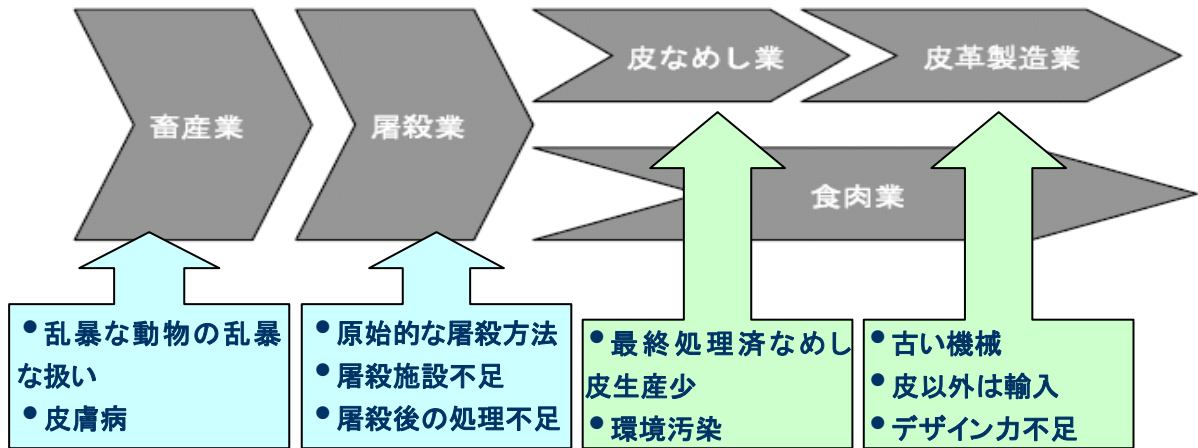 皮なめし業
皮革製造業
畜産業
屠殺業
食肉業
●乱暴な動物の乱暴
な扱い
●皮膚病
●原始的な屠殺方法
●屠殺施設不足
●屠殺後の処理不足
●最終処理済なめし
皮生産少
●環境汚染
●古い機械
●皮以外は輸入
●デザイン力不足